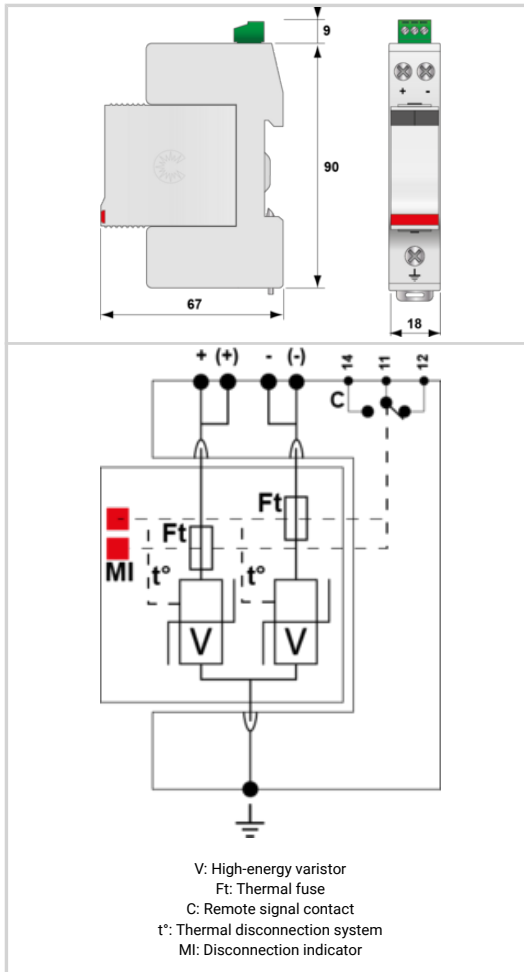 9
+ -
90
67
18
+ (+) - (-) 14 11 12
C
Ft
Ft
MI t° t°
V V
V: High-energy varistor
Ft: Thermal fuse
C: Remote signal contact
t°: Thermal disconnection system
MI: Disconnection indicator